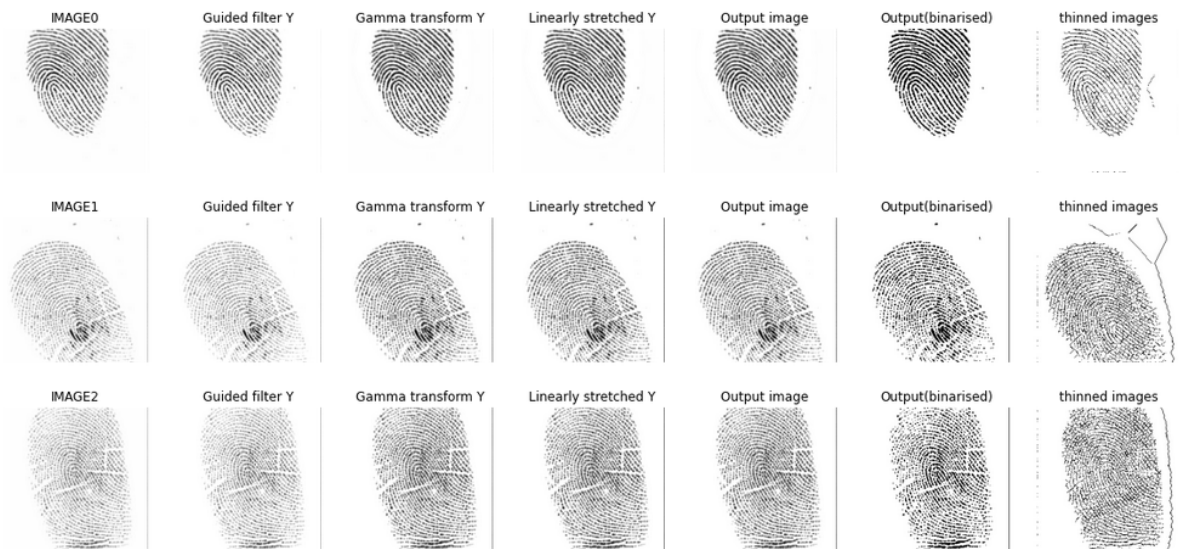 IMAGE0 Guided filter Y Gamma transform Y Linearly stretched Y Output image Output(binarised) thinned images
IMAGE1 Guided filter Y Gamma transform Y Linearly stretched Y Output image Output(binarised) thinned images
IMAGE2 Guided filter Y Gamma transform Y Linearly stretched Y Output image Output(binarised) thinned images